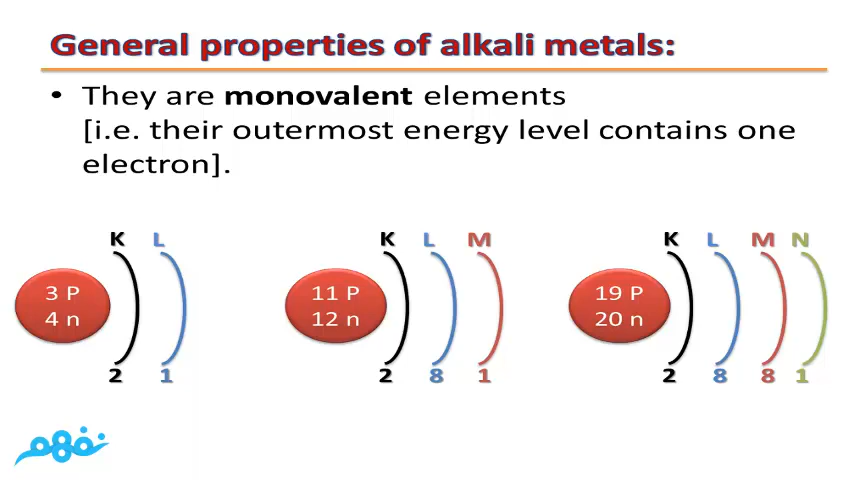 General properties of alkali metals:
• They are monovalent elements
[i.e. their outermost energy level contains one
electron].
K L
K L M
K L M N
3 P
4 n
11 P
12 n
19 P
20 n
2 1
2 8 1
2 8 8 1
نفهم